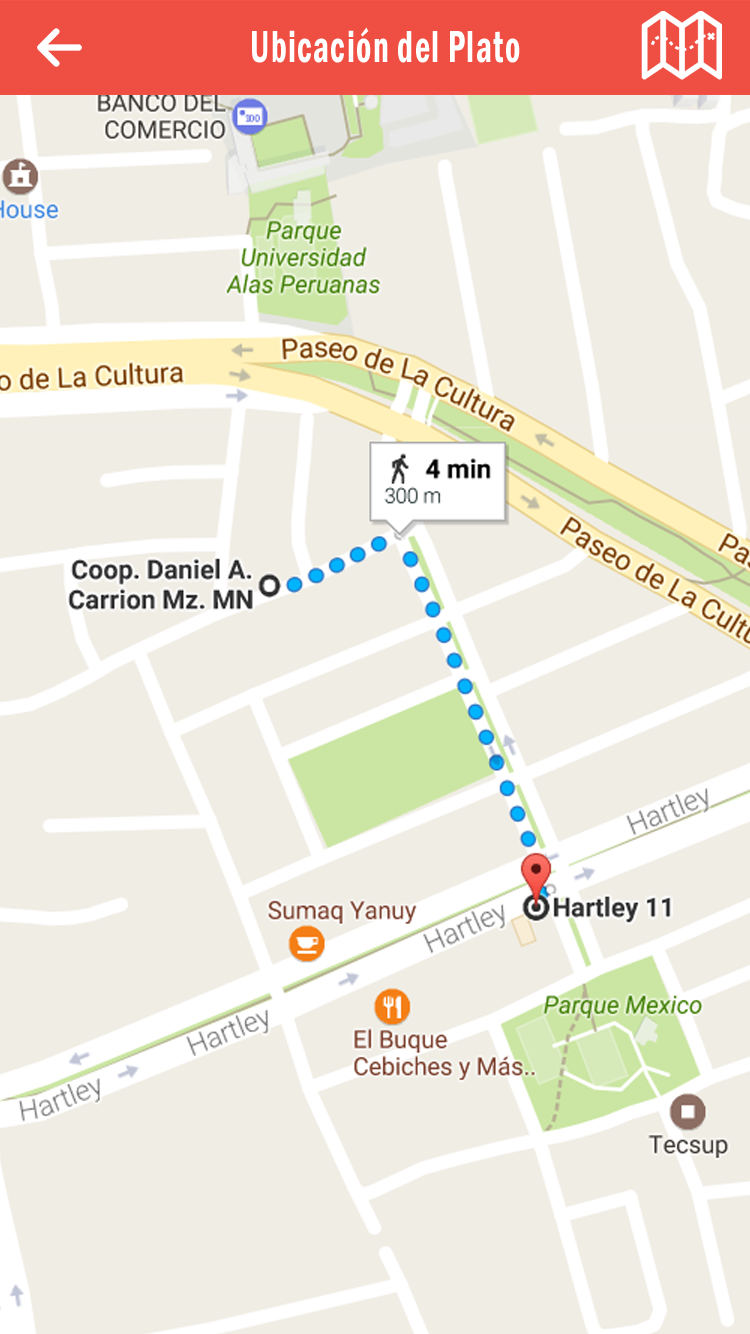 Ubicación del Plato
BANCO DEL
COMERCIO
House
Parque
Universidad
Alas Peruanas
Paseo de La Cultura
o de La Cultura
4 min
300 m
Paseo de La Cultu
Pas
Coop. Daniel A.
Carrion Mz. MN
Hartley
Hartley 11
Sumaq Yanuy
Hartley
Parque Mexico
El Buque
Cebiches y Más..
Hartley
Hartley
Tecsup